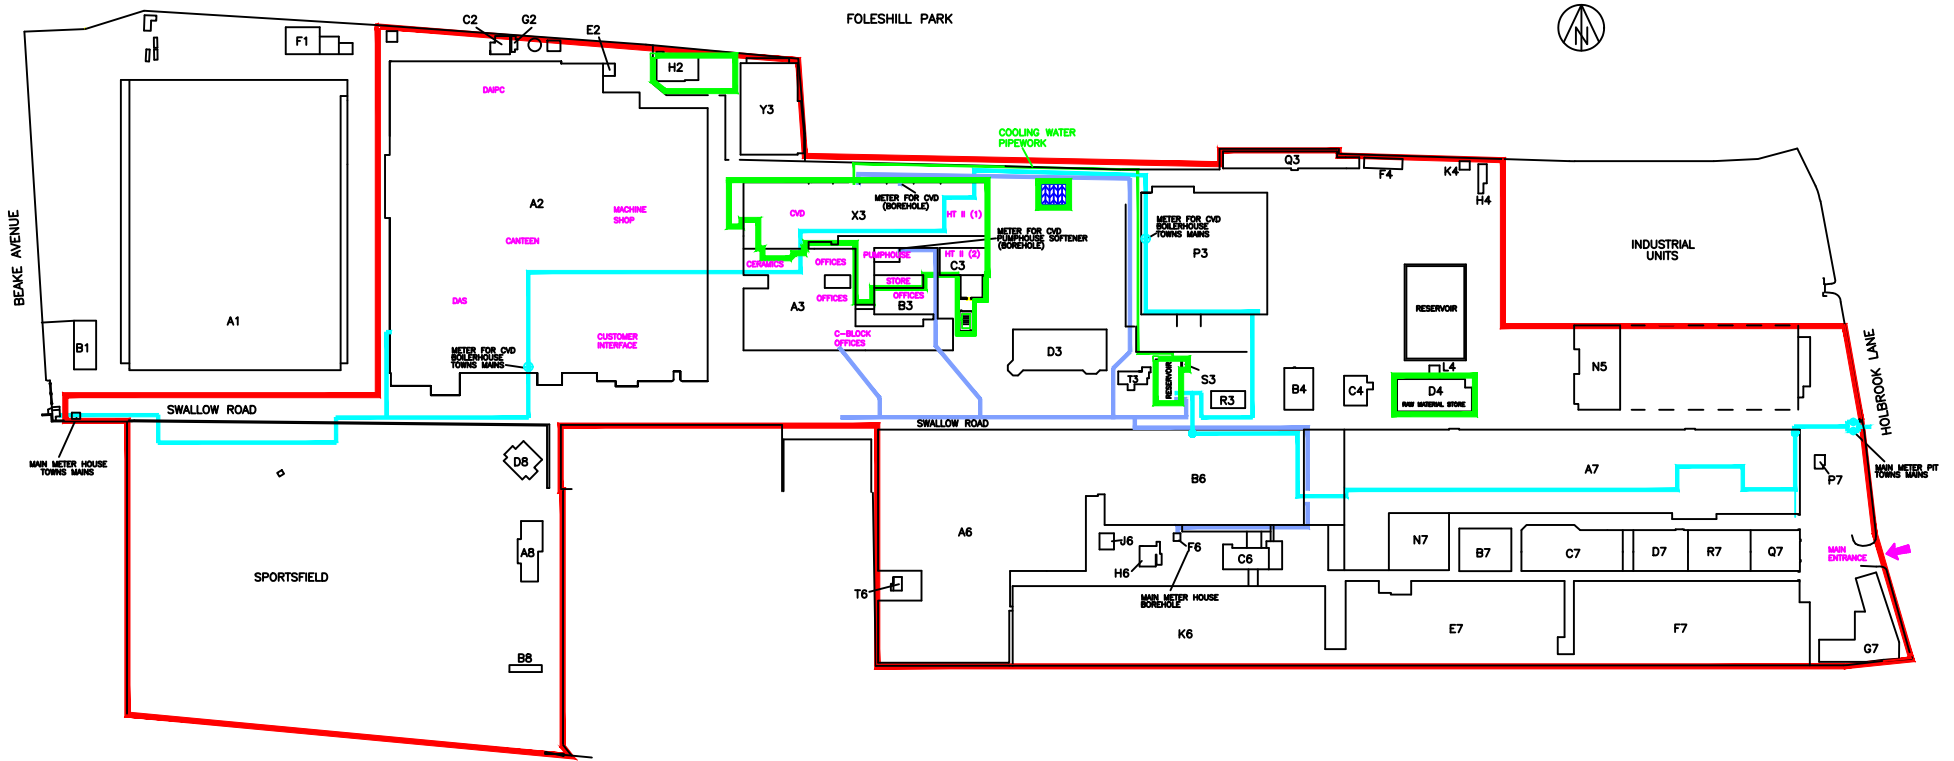 FOLESHILL PARK
C2
G2
E2
F1
H2
Y3
DAIPC
COOLING WATER
PIPEWORK
Q3
F4
K4
H4
N
A2
MACHINE
SHOP
CANTEEN
DAS
CUSTOMER
INTERFACE
CVD
X3
METER FOR CVD
(BOREHOLE)
HT II (1)
METER FOR CVD
PUMPHOUSE SOFTENER
(BOREHOLE)
METER FOR CVD
BOILERHOUSE
TOWNS MAINS
P3
INDUSTRIAL
UNITS
BEAKE AVENUE
CERAMICS
OFFICES
PUMPHOUSE
HT II (2)
C3
STORE
OFFICES
OFFICES
A3
B3
C-BLOCK
OFFICES
RESERVOIR
A1
B1
METER FOR CVD
BOILERHOUSE
TOWNS MAINS
D3
T3
RESERVOIR
S3
R3
B4
C4
L4
D4
RAW MATERIAL STORE
N5
HOLBROOK LANE
SWALLOW ROAD
SWALLOW ROAD
MAIN METER HOUSE
TOWNS MAINS
D8
B6
A7
P7
MAIN METER PIT
TOWNS MAINS
A8
SPORTSFIELD
B8
A6
J6
H6
F6
C6
T6
MAIN METER HOUSE
BOREHOLE
K6
N7
B7
C7
D7
R7
Q7
MAIN
ENTRANCE
E7
F7
G7